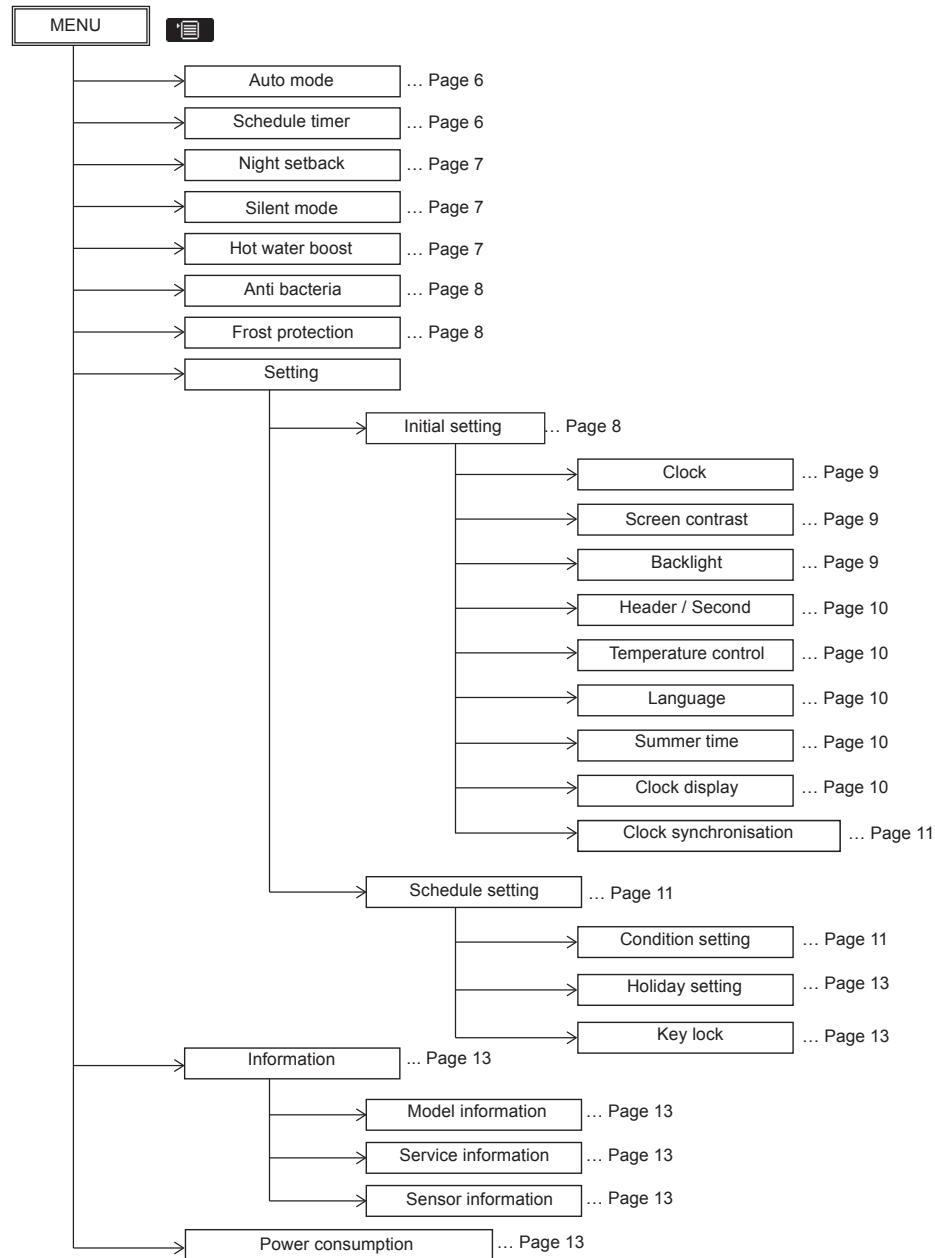 MENU
Auto mode … Page 6
Schedule timer … Page 6
Night setback … Page 7
Silent mode … Page 7
Hot water boost … Page 7
Anti bacteria … Page 8
Frost protection … Page 8
Setting
Initial setting … Page 8
Clock … Page 9
Screen contrast … Page 9
Backlight … Page 9
Header / Second … Page 10
Temperature control … Page 10
Language … Page 10
Summer time … Page 10
Clock display … Page 10
Clock synchronisation … Page 11
Schedule setting … Page 11
Condition setting … Page 11
Holiday setting … Page 13
Key lock … Page 13
Information ... Page 13
Model information … Page 13
Service information … Page 13
Sensor information … Page 13
Power consumption … Page 13